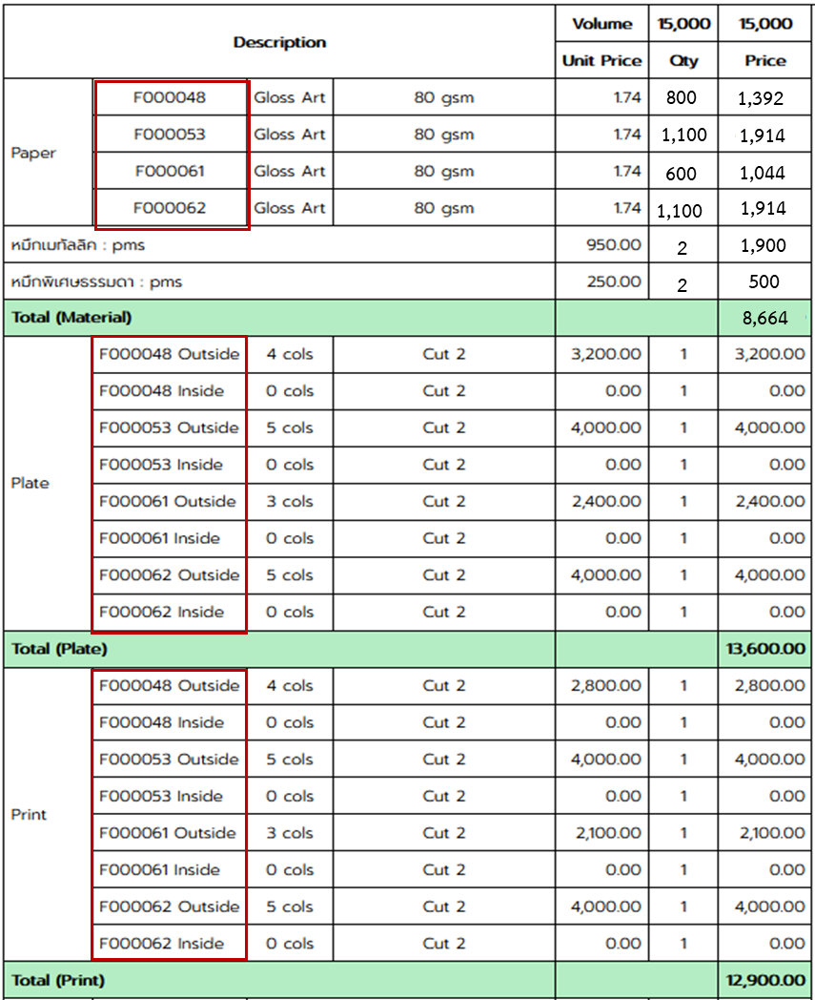 Description Volume 15,000 15,000
Unit Price Qty Price
Paper F000048 Gloss Art 80 gsm 1.74 800 1,392
F000053 Gloss Art 80 gsm 1.74 1,100 1,914
F000061 Gloss Art 80 gsm 1.74 600 1,044
F000062 Gloss Art 80 gsm 1.74 1,100 1,914
หมึกเมทัลลิค : pms 950.00 2 1,900
หมึกพิเศษธรรมดา : pms 250.00 2 500
Total (Material) 8,664
Plate F000048 Outside 4 cols Cut 2 3,200.00 1 3,200.00
F000048 Inside 0 cols Cut 2 0.00 1 0.00
F000053 Outside 5 cols Cut 2 4,000.00 1 4,000.00
F000053 Inside 0 cols Cut 2 0.00 1 0.00
F000061 Outside 3 cols Cut 2 2,400.00 1 2,400.00
F000061 Inside 0 cols Cut 2 0.00 1 0.00
F000062 Outside 5 cols Cut 2 4,000.00 1 4,000.00
F000062 Inside 0 cols Cut 2 0.00 1 0.00
Total (Plate) 13,600.00
Print F000048 Outside 4 cols Cut 2 2,800.00 1 2,800.00
F000048 Inside 0 cols Cut 2 0.00 1 0.00
F000053 Outside 5 cols Cut 2 4,000.00 1 4,000.00
F000053 Inside 0 cols Cut 2 0.00 1 0.00
F000061 Outside 3 cols Cut 2 2,100.00 1 2,100.00
F000061 Inside 0 cols Cut 2 0.00 1 0.00
F000062 Outside 5 cols Cut 2 4,000.00 1 4,000.00
F000062 Inside 0 cols Cut 2 0.00 1 0.00
Total (Print) 12,900.00